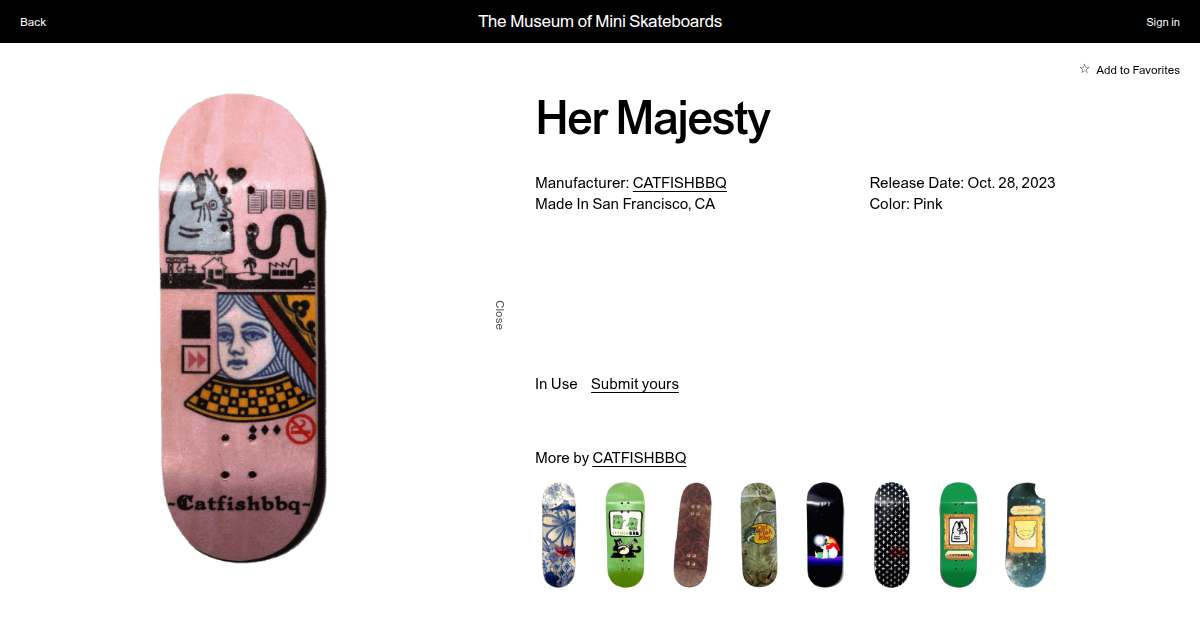 Back
The Museum of Mini Skateboards
Sign in
☆ Add to Favorites
Her Majesty
Manufacturer: CATFISHBBQ
Made In San Francisco, CA
Release Date: Oct. 28, 2023
Color: Pink
Close
-Catfishbbq-
In Use Submit yours
More by CATFISHBBQ